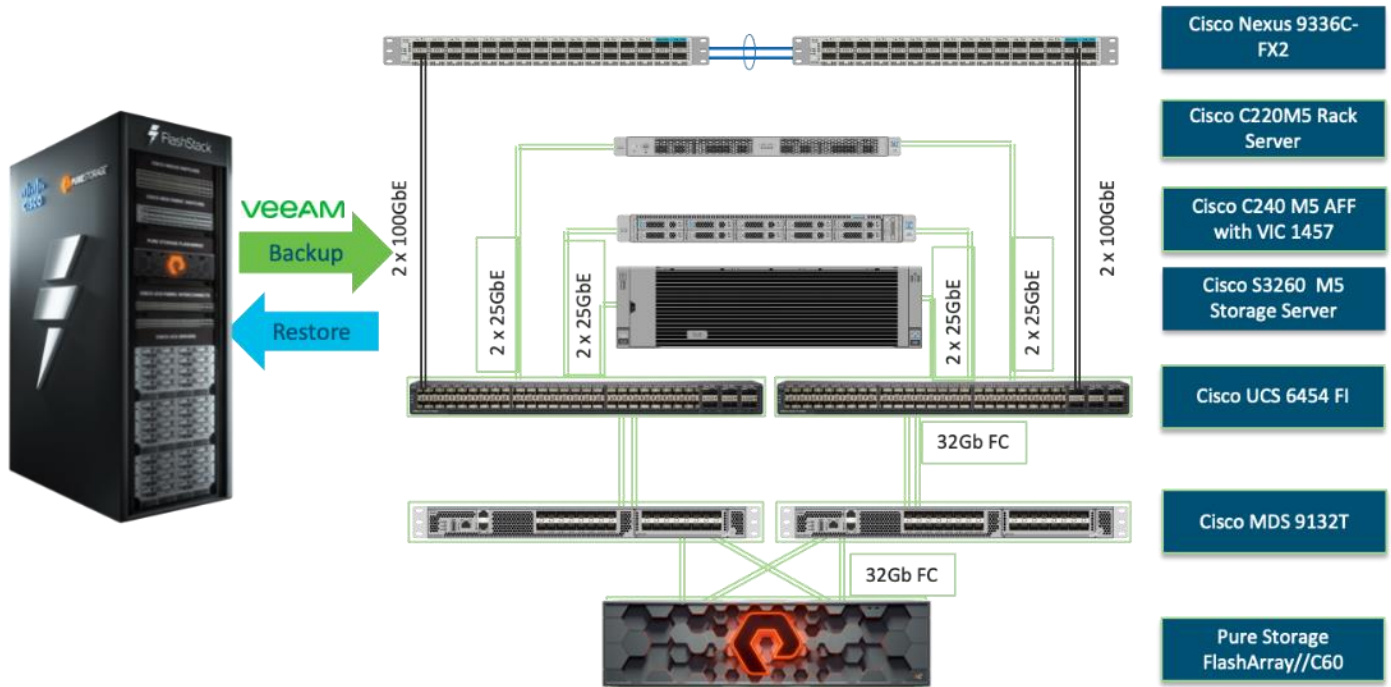 Cisco Nexus 9336C-
FX2
Cisco C220M5 Rack
Server
FlashStack
CISCO
PURESTORAGE
VEEAM
Backup
Restore
2 x 100GbE
2 x 25GbE
2 x 25GbE
2 x 25GbE
2 x 25GbE
2 x 100GbE
Cisco C240 M5 AFF
with VIC 1457
Cisco S3260 M5
Storage Server
Cisco UCS 6454 FI
32Gb FC
Cisco MDS 9132T
32Gb FC
Pure Storage
FlashArray//C60